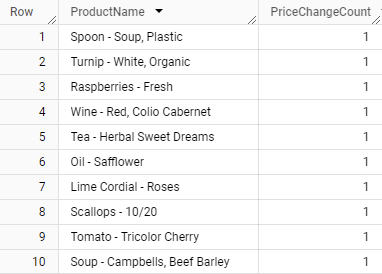 Row ProductName PriceChangeCount
1 Spoon - Soup, Plastic 1
2 Turnip - White, Organic 1
3 Raspberries - Fresh 1
4 Wine - Red, Colio Cabernet 1
5 Tea - Herbal Sweet Dreams 1
6 Oil - Safflower 1
7 Lime Cordial - Roses 1
8 Scallops - 10/20 1
9 Tomato - Tricolor Cherry 1
10 Soup - Campbells, Beef Barley 1